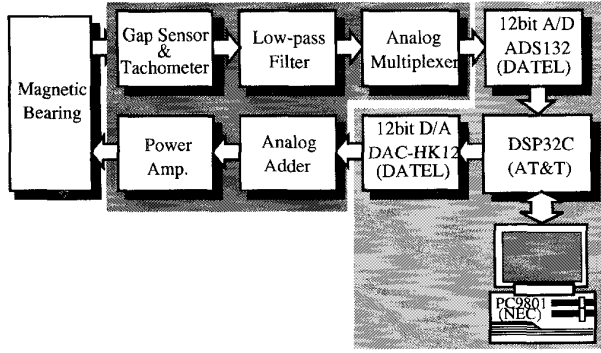 Magnetic
Bearing
Gap Sensor
&
Tachometer
Low-pass
Filter
Analog
Multiplexer
12bit A/D
ADS132
(DATEL)
Power
Amp.
Analog
Adder
12bit D/A
DAC-HK12
(DATEL)
DSP32C
(AT&T)
PC9801
(NEC)